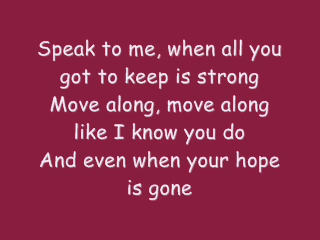 Speak to me, when all you
got to keep is strong
Move along, move along
like I know you do
And even when your hope
is gone